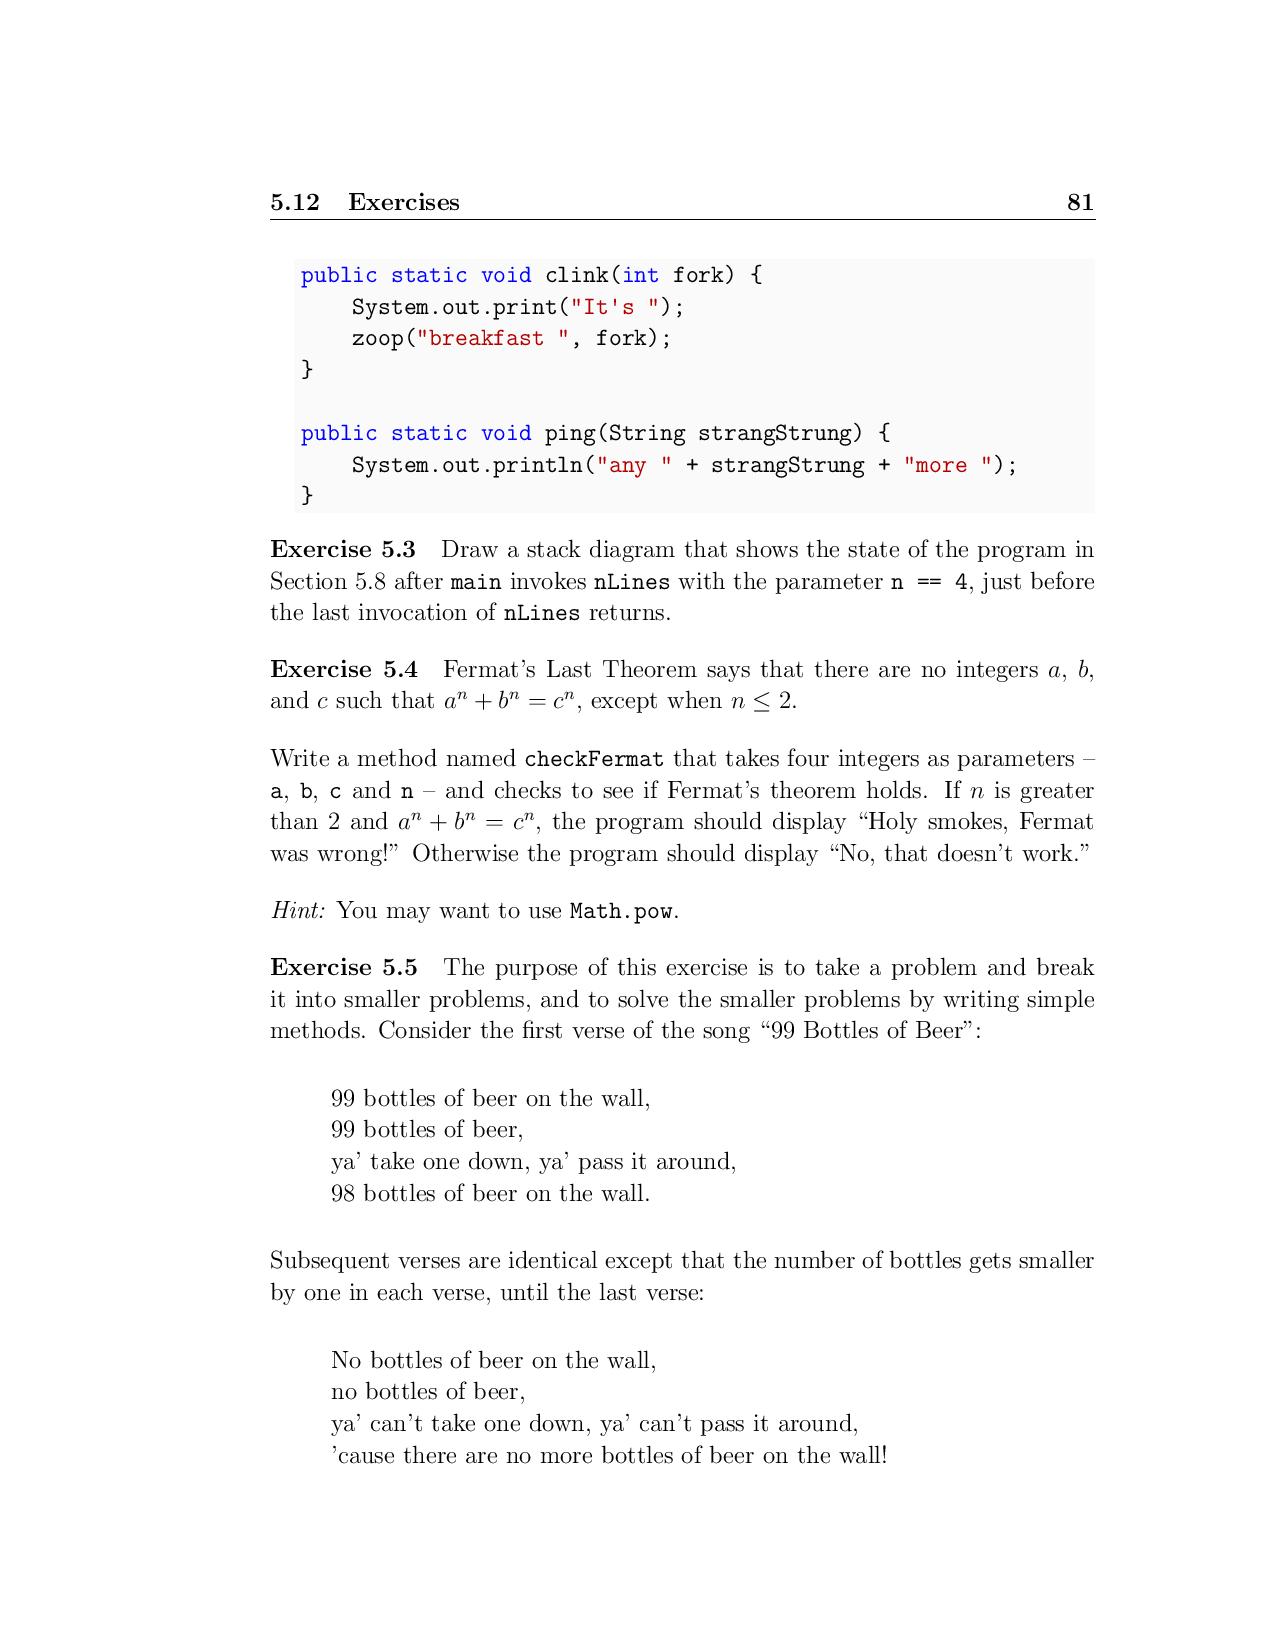 5.12 Exercises 81
public static void clink(int fork) {
    System.out.print("It's ");
    zoop("breakfast ", fork);
}
public static void ping(String strangStrung) {
    System.out.println("any " + strangStrung + "more ");
}
Exercise 5.3 Draw a stack diagram that shows the state of the program in
Section 5.8 after main invokes nLines with the parameter n == 4, just before
the last invocation of nLines returns.
Exercise 5.4 Fermat's Last Theorem says that there are no integers a, b,
and c such that aⁿ + bⁿ = cⁿ, except when n ≤ 2.
Write a method named checkFermat that takes four integers as parameters –
a, b, c and n – and checks to see if Fermat's theorem holds. If n is greater
than 2 and aⁿ + bⁿ = cⁿ, the program should display “Holy smokes, Fermat
was wrong!” Otherwise the program should display “No, that doesn't work.”
Hint: You may want to use Math.pow.
Exercise 5.5 The purpose of this exercise is to take a problem and break
it into smaller problems, and to solve the smaller problems by writing simple
methods. Consider the first verse of the song “99 Bottles of Beer”:
99 bottles of beer on the wall,
99 bottles of beer,
ya' take one down, ya' pass it around,
98 bottles of beer on the wall.
Subsequent verses are identical except that the number of bottles gets smaller
by one in each verse, until the last verse:
No bottles of beer on the wall,
no bottles of beer,
ya' can't take one down, ya' can't pass it around,
'cause there are no more bottles of beer on the wall!